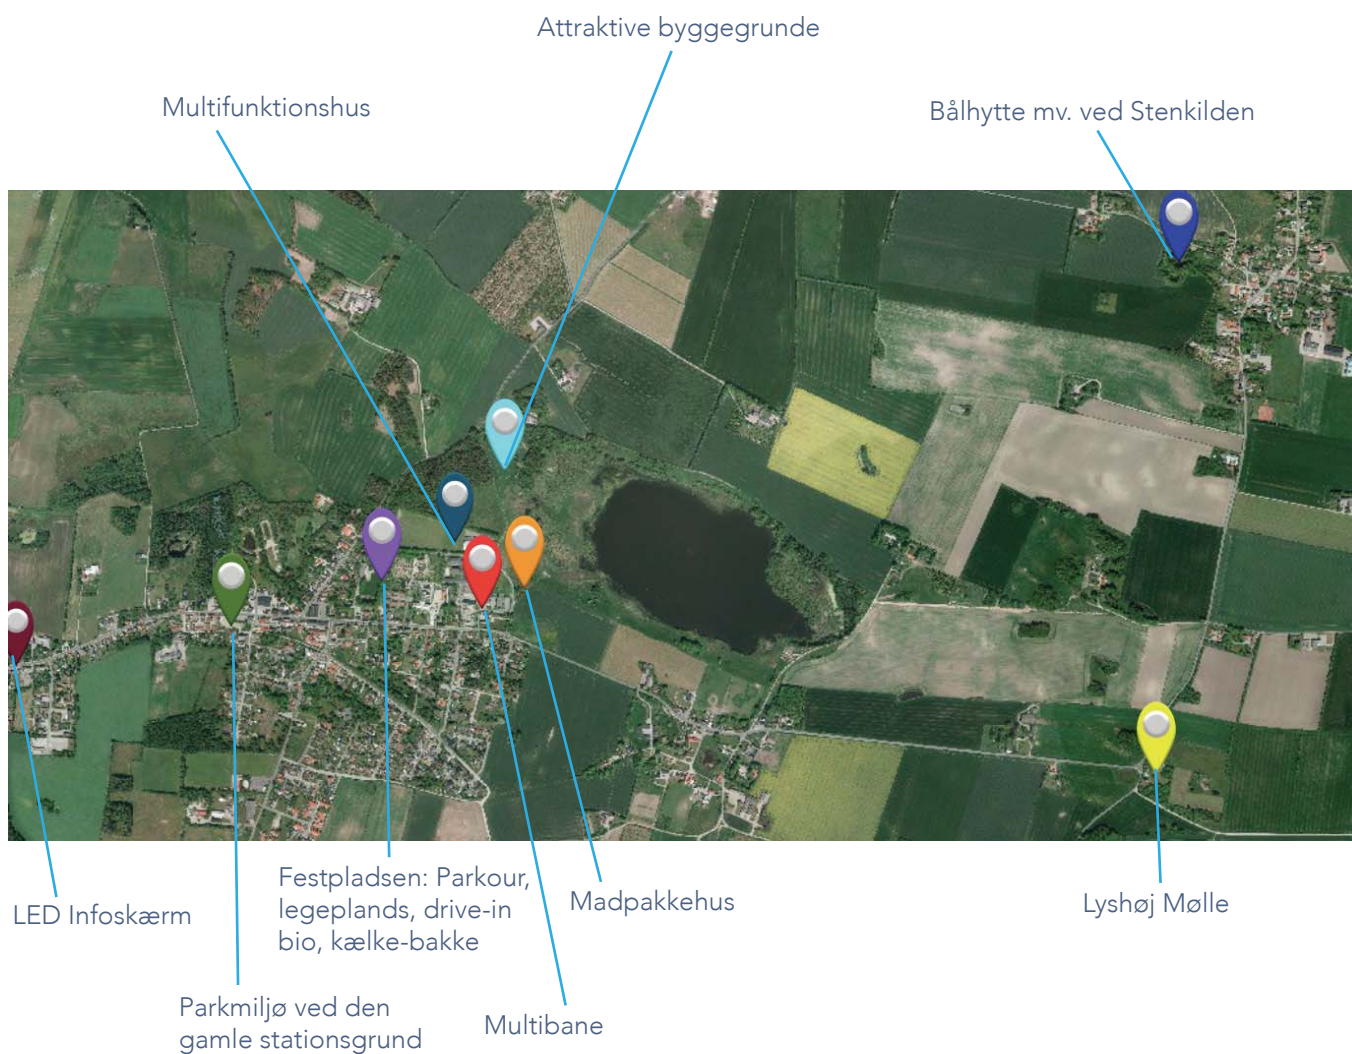 Attraktive byggegrunde
Multifunktionshus
Bålhytte mv. ved Stenkilden
Festpladsen: Parkour,
legeplands, drive-in
bio, kælke-bakke
Madpakkehus
Lyshøj Mølle
LED Infoskærm
Parkmiljø ved den
gamle stationsgrund
Multibane